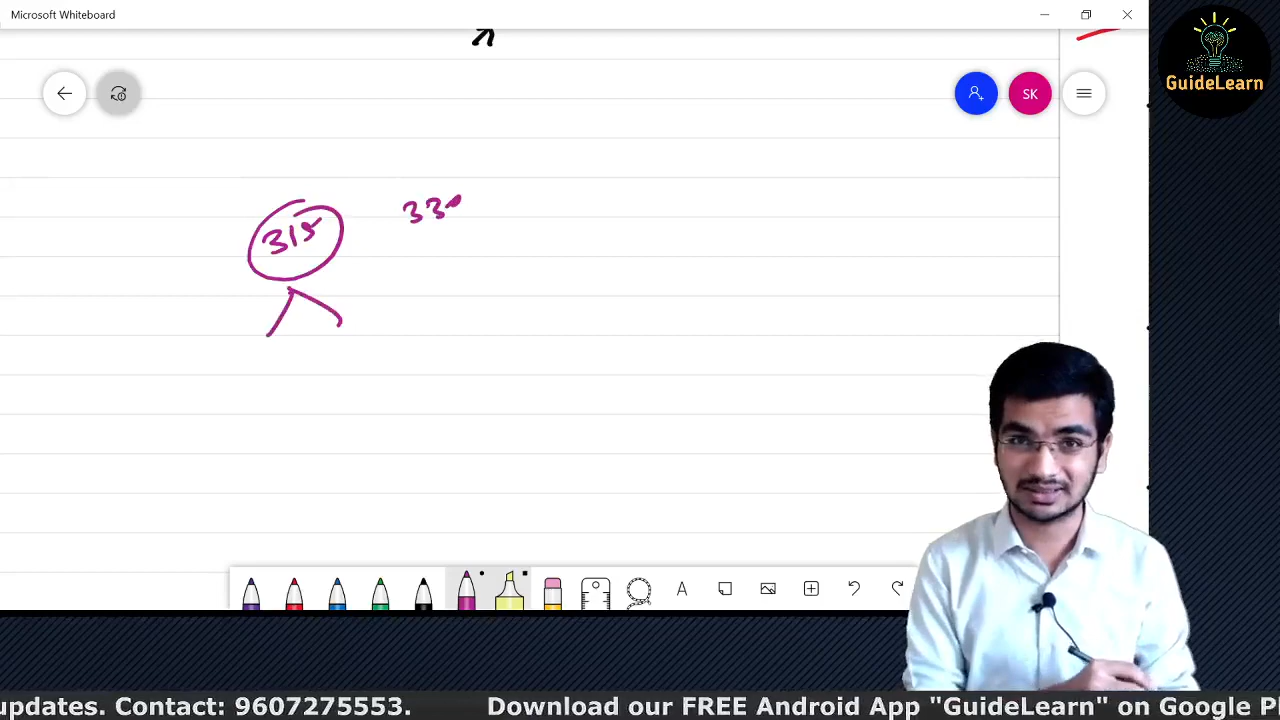 Microsoft Whiteboard
GuideLearn
SK
315
330
A
updates. Contact: 9607275553. Download our FREE Android App "GuideLearn" on Google Pl